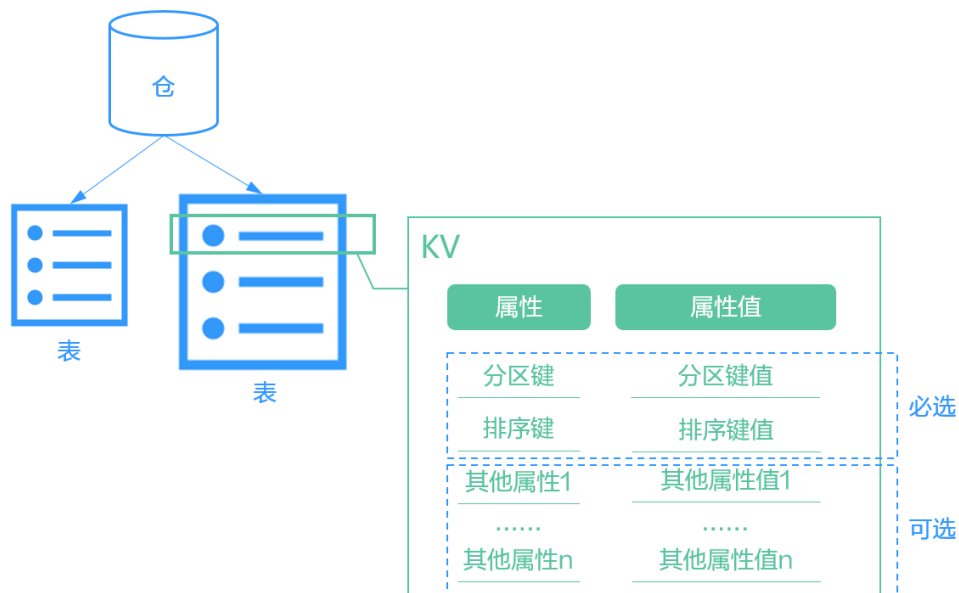 仓
表
表
KV
属性 属性值
分区键 分区键值
排序键 排序键值
必选
其他属性1 其他属性值1
…… ……
可选
其他属性n 其他属性值n